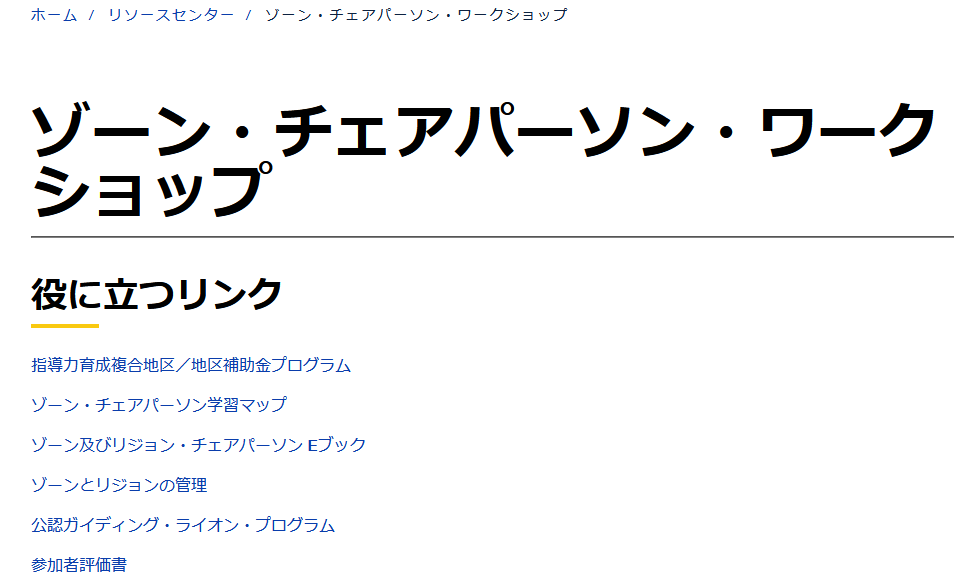 ホーム / リソースセンター / ゾーン・チェアパーソン・ワークショップ
ゾーン・チェアパーソン・ワーク
ショップ
役に立つリンク
指導力育成複合地区／地区補助金プログラム
ゾーン・チェアパーソン学習マップ
ゾーン及びリジョン・チェアパーソン Eブック
ゾーンとリジョンの管理
公認ガイディング・ライオン・プログラム
参加者評価書